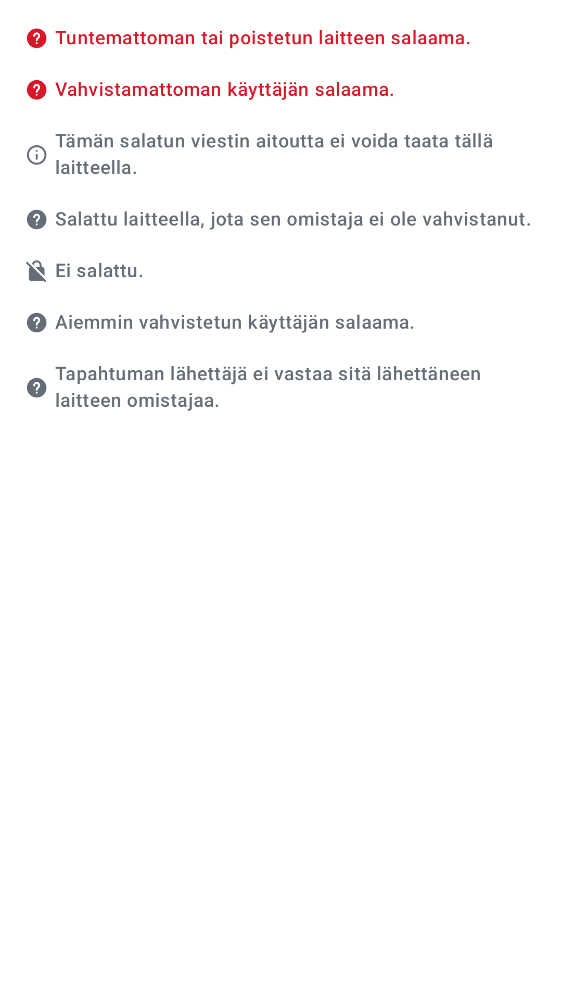 Tuntemattoman tai poistetun laitteen salaama.
Vahvistamattoman käyttäjän salaama.
Tämän salatun viestin aitoutta ei voida taata tällä
laitteella.
Salattu laitteella, jota sen omistaja ei ole vahvistanut.
Ei salattu.
Aiemmin vahvistetun käyttäjän salaama.
Tapahtuman lähettäjä ei vastaa sitä lähettäneen
laitteen omistajaa.